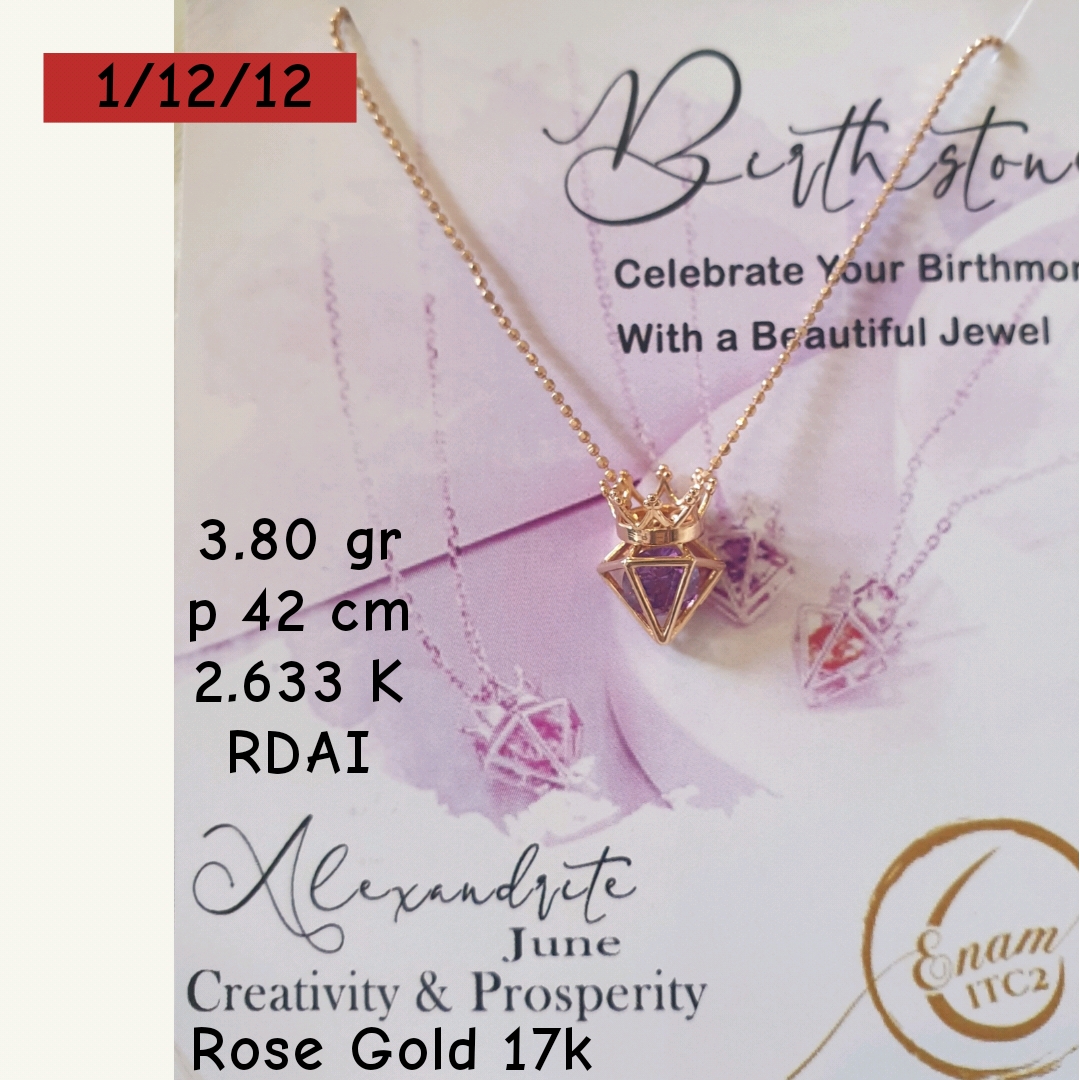 1/12/12
Birthston
Celebrate Your Birthmon
With a Beautiful Jewel
3.80 gr
p 42 cm
2.633 K
RDAI
Alexandrite
June
Creativity & Prosperity
Rose Gold 17k
Enam
ITC2